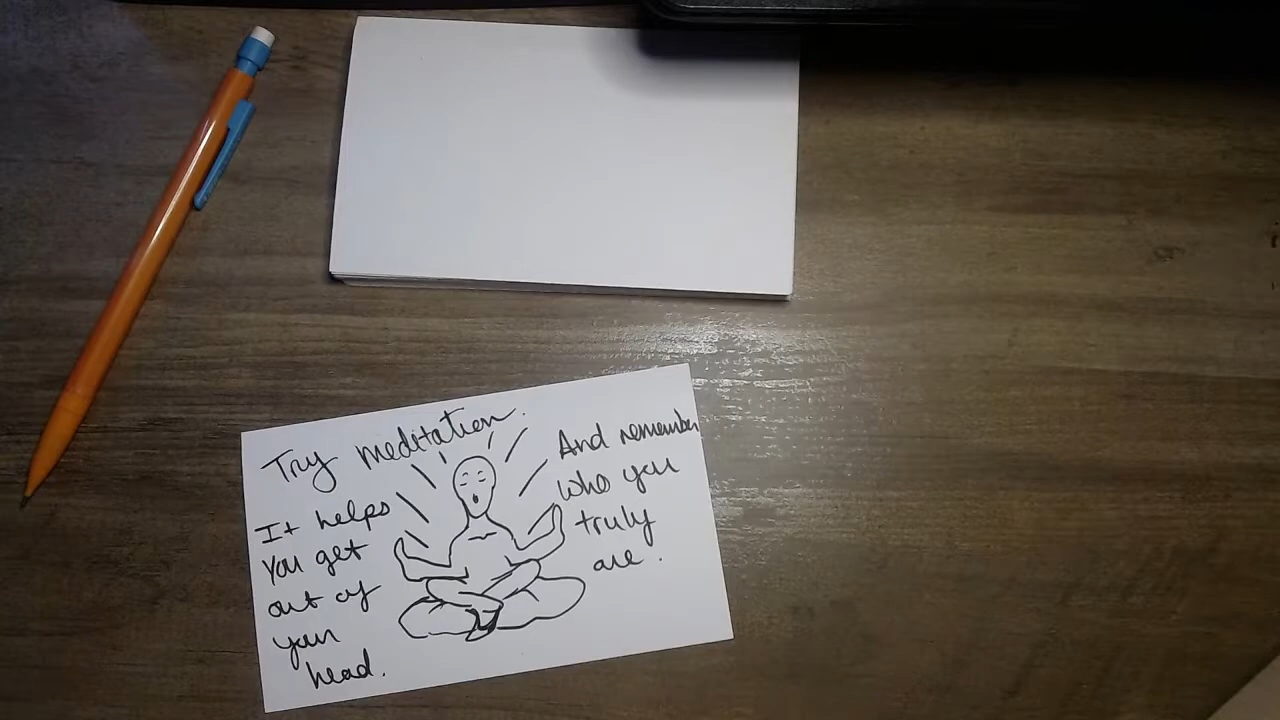 Try meditation.
It helps
you get
out of
your
head.
And remember
who you
truly
are.